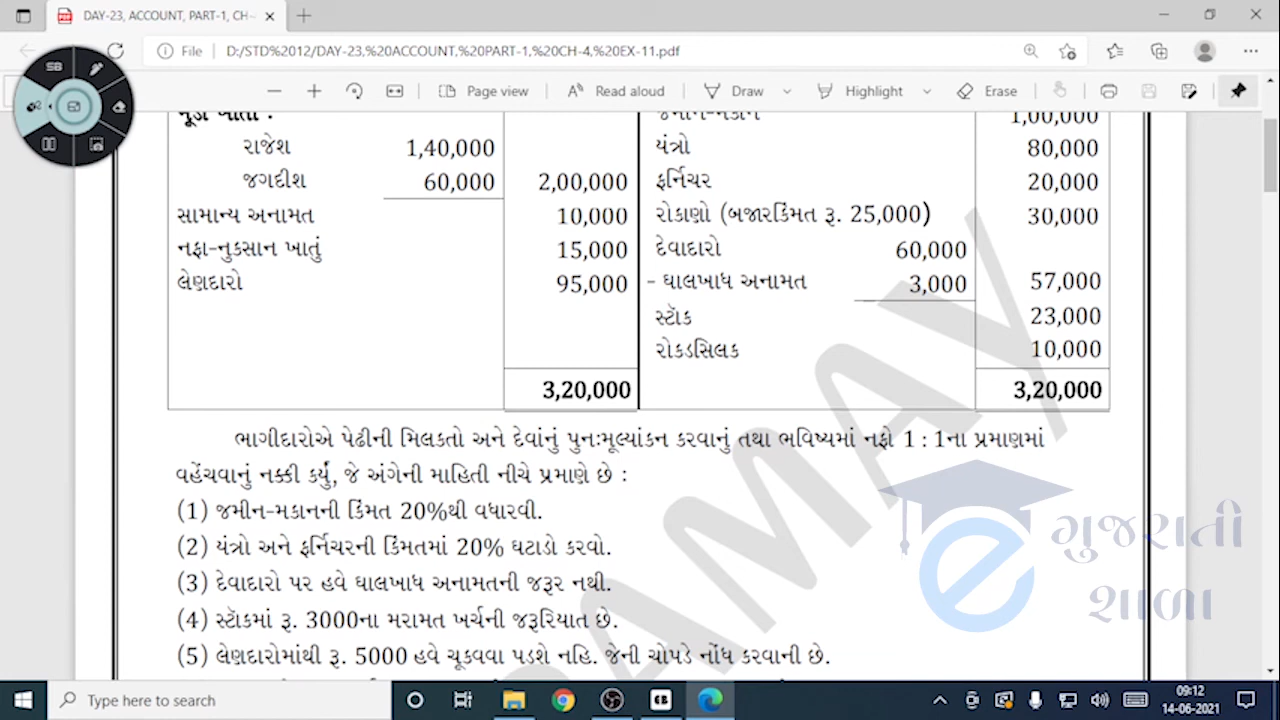 DAY-23, ACCOUNT, PART-1, CH-
File D:/STD%2012/DAY-23,%20ACCOUNT,%20PART-1,%20CH-4,%20EX-11.pdf
SB
Page view Read aloud Draw Highlight Erase
મૂડી ખાતાં : જમીન-મકાન 1,00,000
રાજેશ 1,40,000 યંત્રો 80,000
જગદીશ 60,000 2,00,000 ફર્નિચર 20,000
સામાન્ય અનામત 10,000 રોકાણો (બજારકિંમત રૂ. 25,000) 30,000
નફા-નુકસાન ખાતું 15,000 દેવાદારો 60,000
લેણદારો 95,000 - ઘાલખાધ અનામત 3,000 57,000
સ્ટૉક 23,000
રોકડસિલક 10,000
3,20,000 3,20,000
ભાગીદારોએ પેઢીની મિલકતો અને દેવાંનું પુનઃમૂલ્યાંકન કરવાનું તથા ભવિષ્યમાં નફો 1 : 1ના પ્રમાણમાં
વહેંચવાનું નક્કી કર્યું, જે અંગેની માહિતી નીચે પ્રમાણે છે :
(1) જમીન-મકાનની કિંમત 20%થી વધારવી.
(2) યંત્રો અને ફર્નિચરની કિંમતમાં 20% ઘટાડો કરવો.
(3) દેવાદારો પર હવે ઘાલખાધ અનામતની જરૂર નથી.
(4) સ્ટૉકમાં રૂ. 3000ના મરામત ખર્ચની જરૂરિયાત છે.
(5) લેણદારોમાંથી રૂ. 5000 હવે ચૂકવવા પડશે નહિ. જેની ચોપડે નોંધ કરવાની છે.
RAMAY
ગુજરાતી
શાળા
Type here to search
09:12
14-06-2021